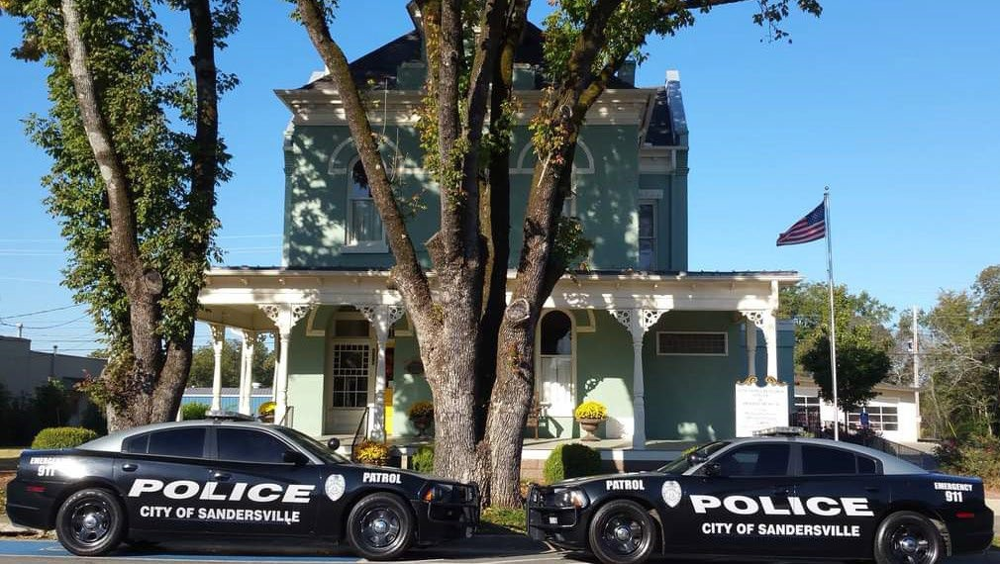 EMERGENCY
911
POLICE
CITY OF SANDERSVILLE
PATROL
PATROL
POLICE
CITY OF SANDERSVILLE
EMERGENCY
911